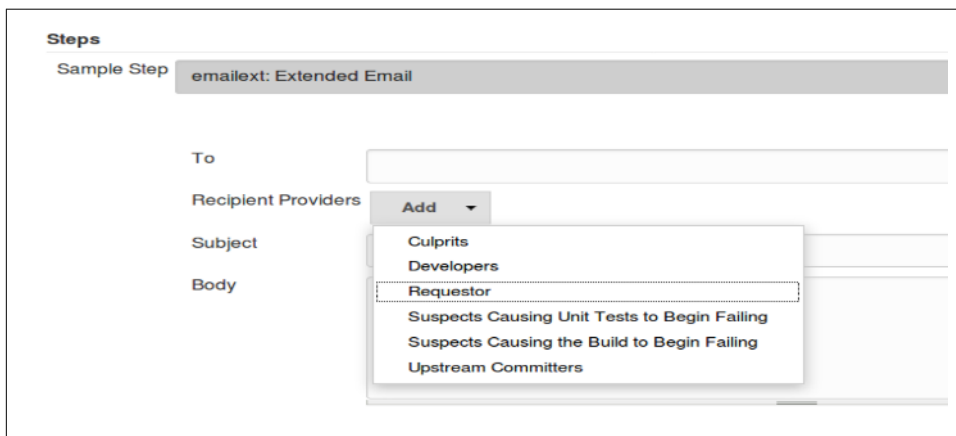 Steps
Sample Step
emailext: Extended Email
To
Recipient Providers
Add
Subject
Culprits
Developers
Body
Requestor
Suspects Causing Unit Tests to Begin Failing
Suspects Causing the Build to Begin Failing
Upstream Committers